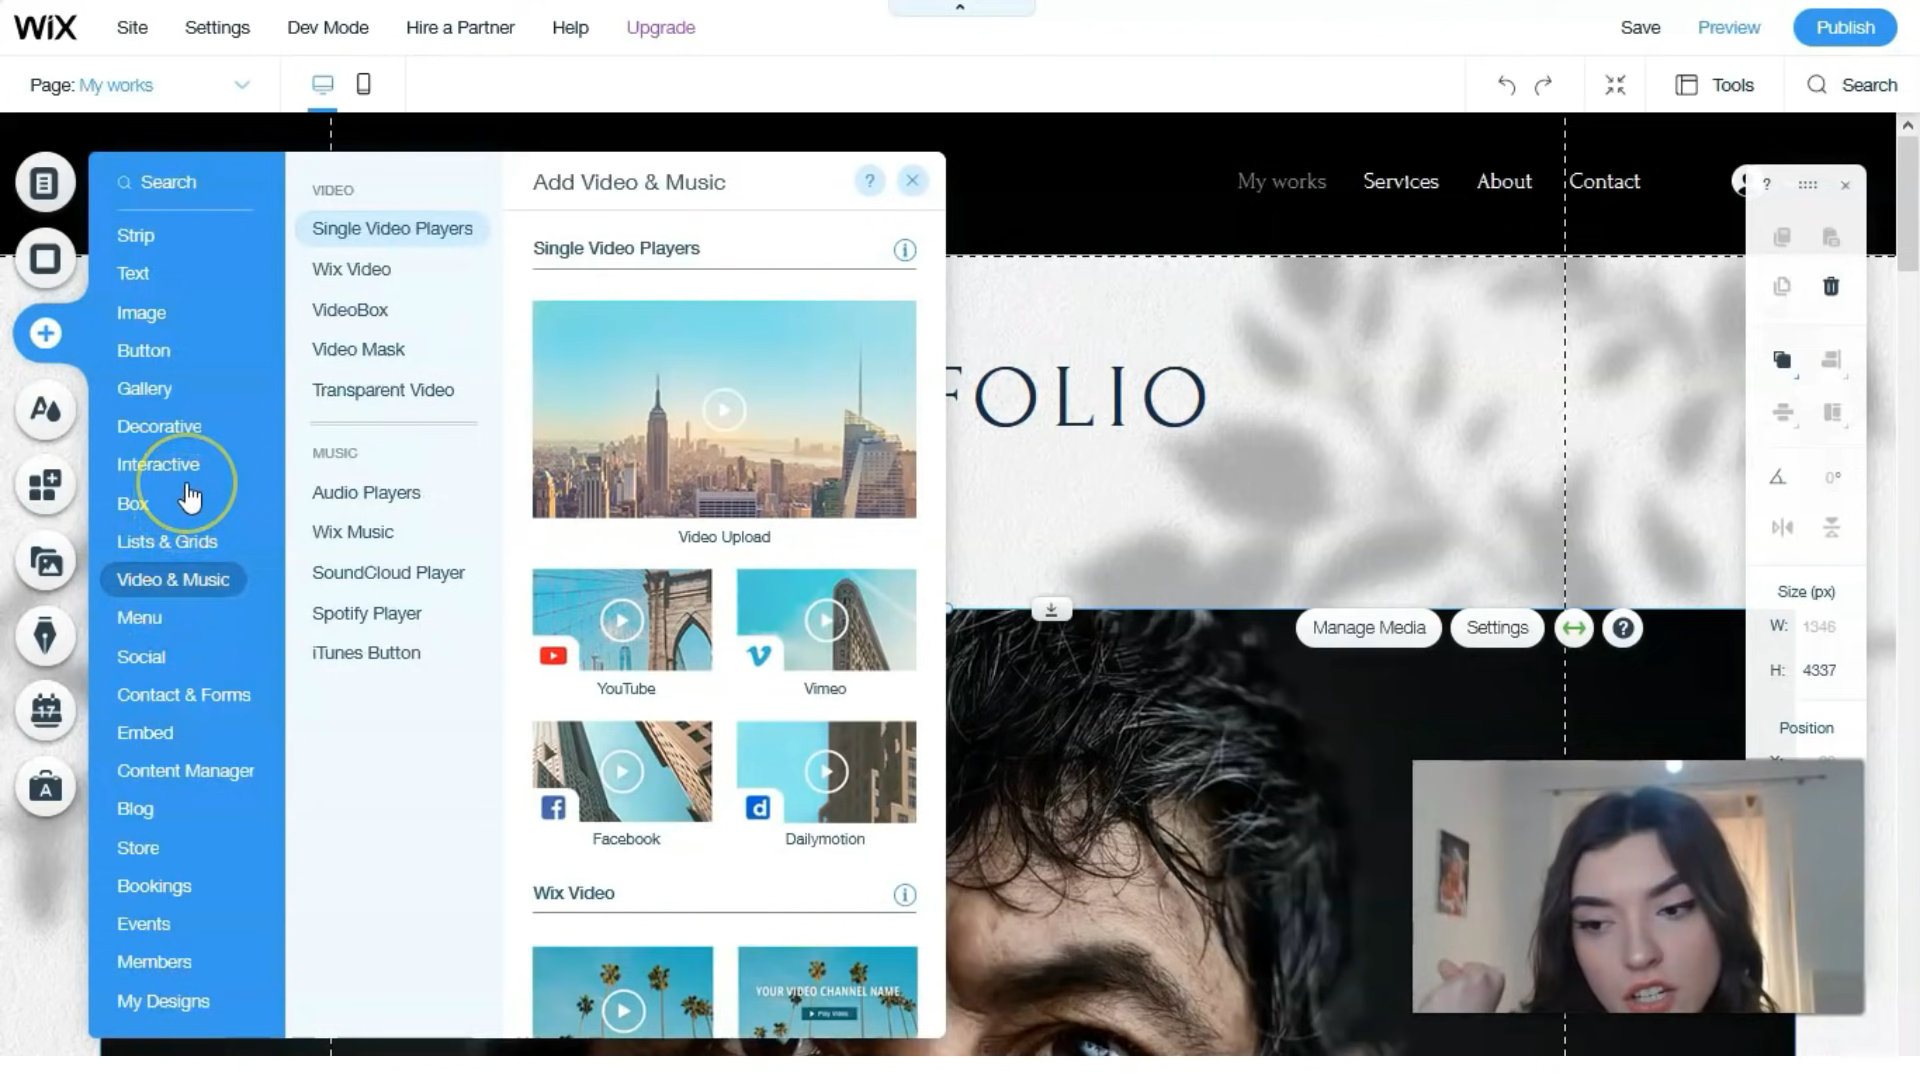 WiX
Site
Settings
Dev Mode
Hire a Partner
Help
Upgrade
Save
Preview
Publish
Page: My works
Tools
Search
My works
Services
About
Contact
Search
Strip
Text
Image
Button
Gallery
Decorative
Interactive
Box
Lists & Grids
Video & Music
Menu
Social
Contact & Forms
Embed
Content Manager
Blog
Store
Bookings
Events
Members
My Designs
VIDEO
Single Video Players
Wix Video
VideoBox
Video Mask
Transparent Video
MUSIC
Audio Players
Wix Music
SoundCloud Player
Spotify Player
iTunes Button
Add Video & Music
?
Single Video Players
Video Upload
YouTube
Vimeo
Facebook
Dailymotion
Wix Video
YOUR VIDEO CHANNEL NAME
Play Video
FOLIO
Manage Media
Settings
?
?
0°
Size (px)
W: 1346
H: 4337
Position
17
A